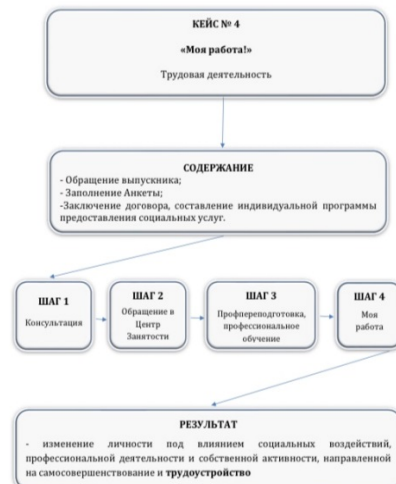 КЕЙС № 4
«Моя работа!»
Трудовая деятельность
СОДЕРЖАНИЕ
- Обращение выпускника;
- Заполнение Анкеты;
-Заключение договора, составление индивидуальной программы
предоставления социальных услуг.
ШАГ 1
Консультация
ШАГ 2
Обращение в
Центр
Занятости
ШАГ 3
Профпереподготовка,
профессиональное
обучение
ШАГ 4
Моя
работа
РЕЗУЛЬТАТ
- изменение личности под влиянием социальных воздействий,
профессиональной деятельности и собственной активности, направленной
на самосовершенствование и трудоустройство